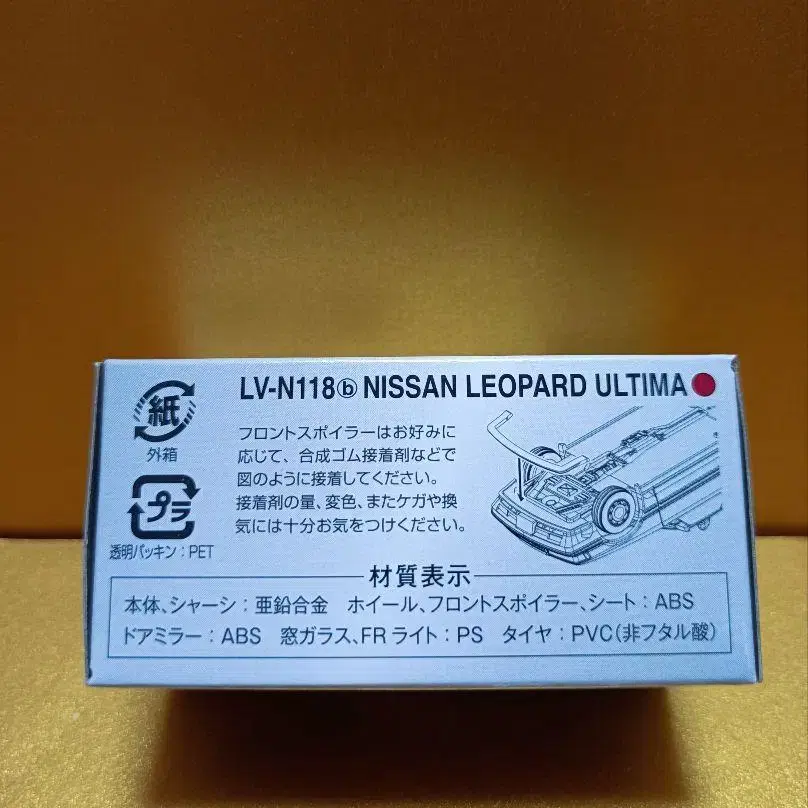 LV-N118ⓑ NISSAN LEOPARD ULTIMA
紙
外箱
プラ
透明パッキン：PET
フロントスポイラーはお好みに
応じて、合成ゴム接着剤などで
図のように接着してください。
接着剤の量、変色、またケガや換
気には十分お気をつけください。
材質表示
本体、シャーシ：亜鉛合金　ホイール、フロントスポイラー、シート：ABS
ドアミラー：ABS　窓ガラス、FRライト：PS　タイヤ：PVC（非フタル酸）